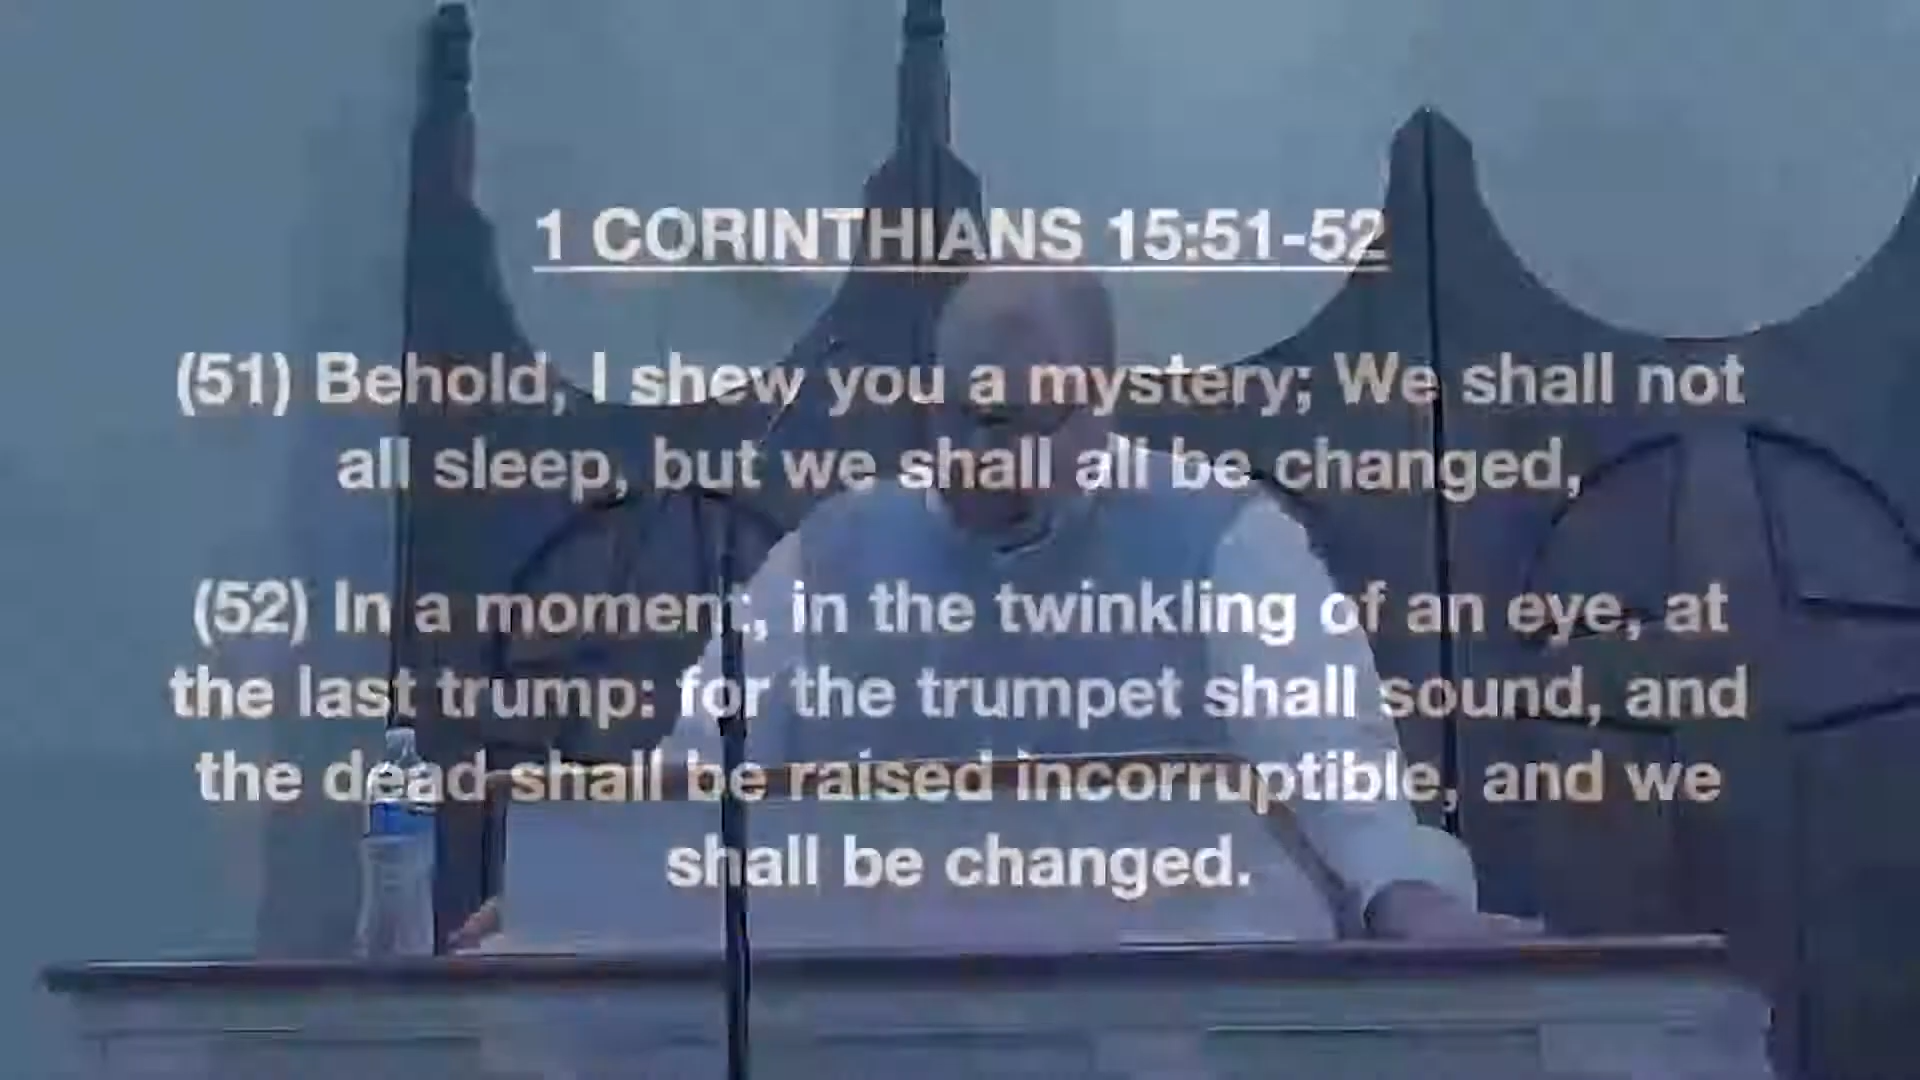 1 CORINTHIANS 15:51-52
(51) Behold, I shew you a mystery; We shall not
all sleep, but we shall all be changed,
(52) In a moment, in the twinkling of an eye, at
the last trump: for the trumpet shall sound, and
the dead shall be raised incorruptible, and we
shall be changed.